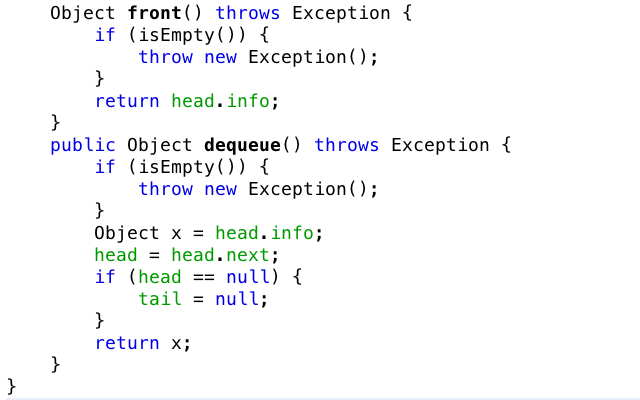 Object front() throws Exception {
if (isEmpty()) {
throw new Exception();
}
return head.info;
}
public Object dequeue() throws Exception {
if (isEmpty()) {
throw new Exception();
}
Object x = head.info;
head = head.next;
if (head == null) {
tail = null;
}
return x;
}
}